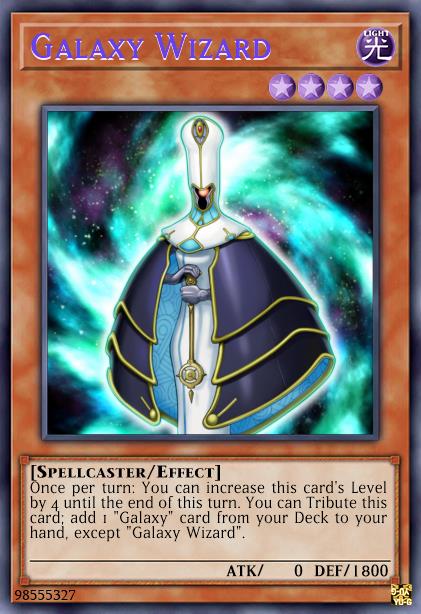 Galaxy Wizard
LIGHT
光
[Spellcaster/Effect]
Once per turn: You can increase this card's Level
by 4 until the end of this turn. You can Tribute this
card; add 1 "Galaxy" card from your Deck to your
hand, except "Galaxy Wizard".
ATK/ 0 DEF/1800
98555327